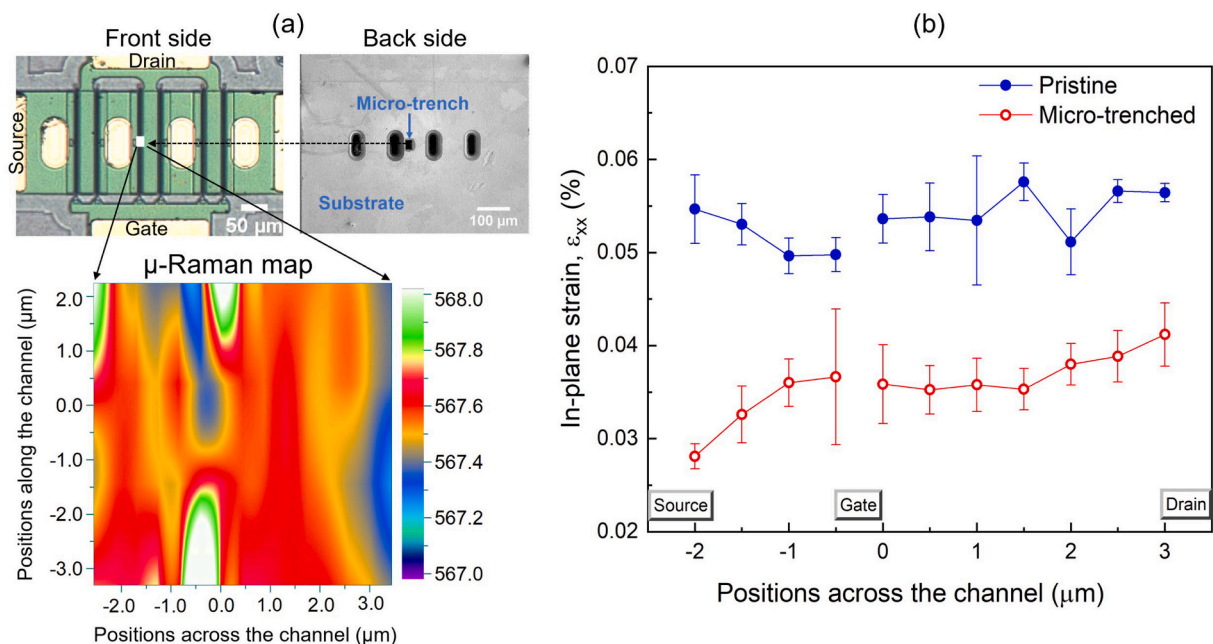 (a)
Front side
Back side
Drain
Source
Gate
50 μm
Micro-trench
Substrate
100 μm
μ-Raman map
Positions along the channel (μm)
2.0
1.0
0.0
-1.0
-2.0
-3.0
-2.0 -1.0 0.0 1.0 2.0 3.0
Positions across the channel (μm)
568.0
567.8
567.6
567.4
567.2
567.0
(b)
In-plane strain, εxx (%)
0.07
0.06
0.05
0.04
0.03
0.02
Pristine
Micro-trenched
Source
Gate
Drain
-2 -1 0 1 2 3
Positions across the channel (μm)